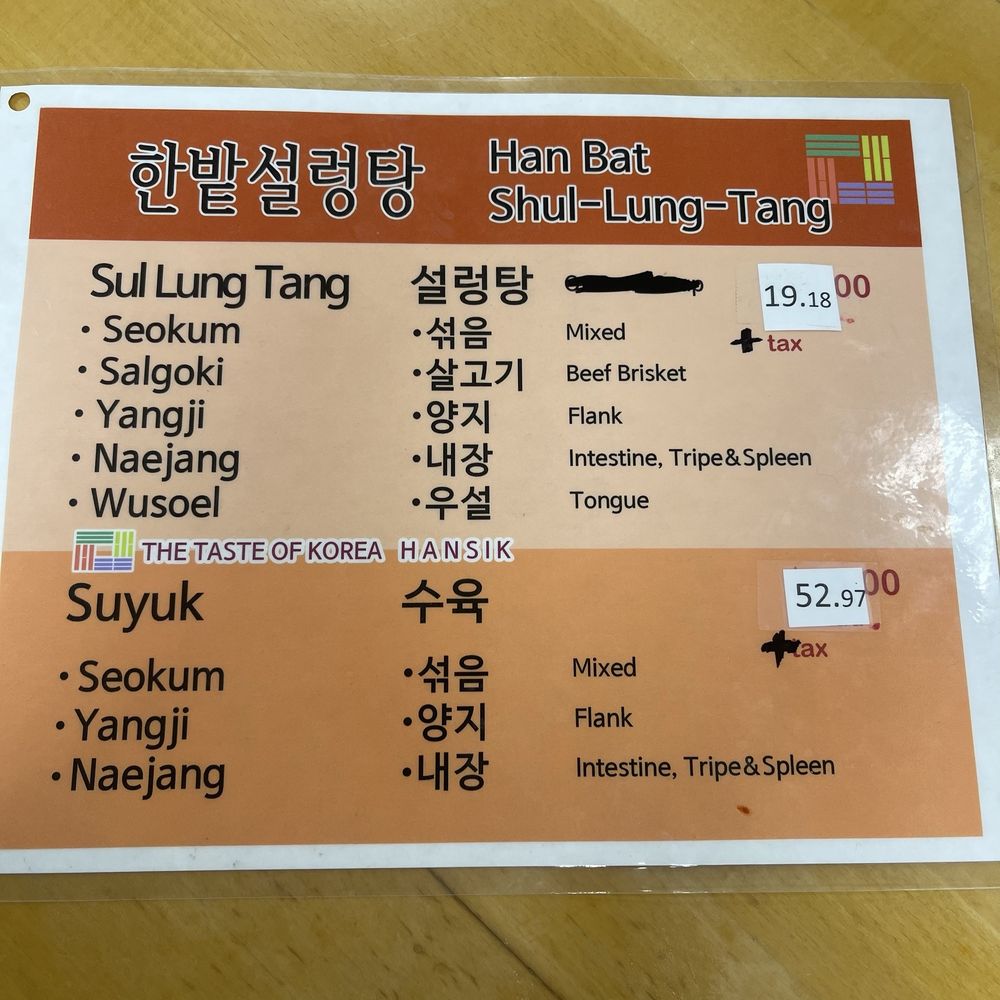 한밭설렁탕 Han Bat
Shul-Lung-Tang
Sul Lung Tang 설렁탕 19.18 00
+ tax
· Seokum ·섞음 Mixed
· Salgoki ·살고기 Beef Brisket
· Yangji ·양지 Flank
· Naejang ·내장 Intestine, Tripe&Spleen
· Wusoel ·우설 Tongue
THE TASTE OF KOREA HANSIK
Suyuk 수육 52.97 00
+ tax
· Seokum ·섞음 Mixed
· Yangji ·양지 Flank
· Naejang ·내장 Intestine, Tripe&Spleen